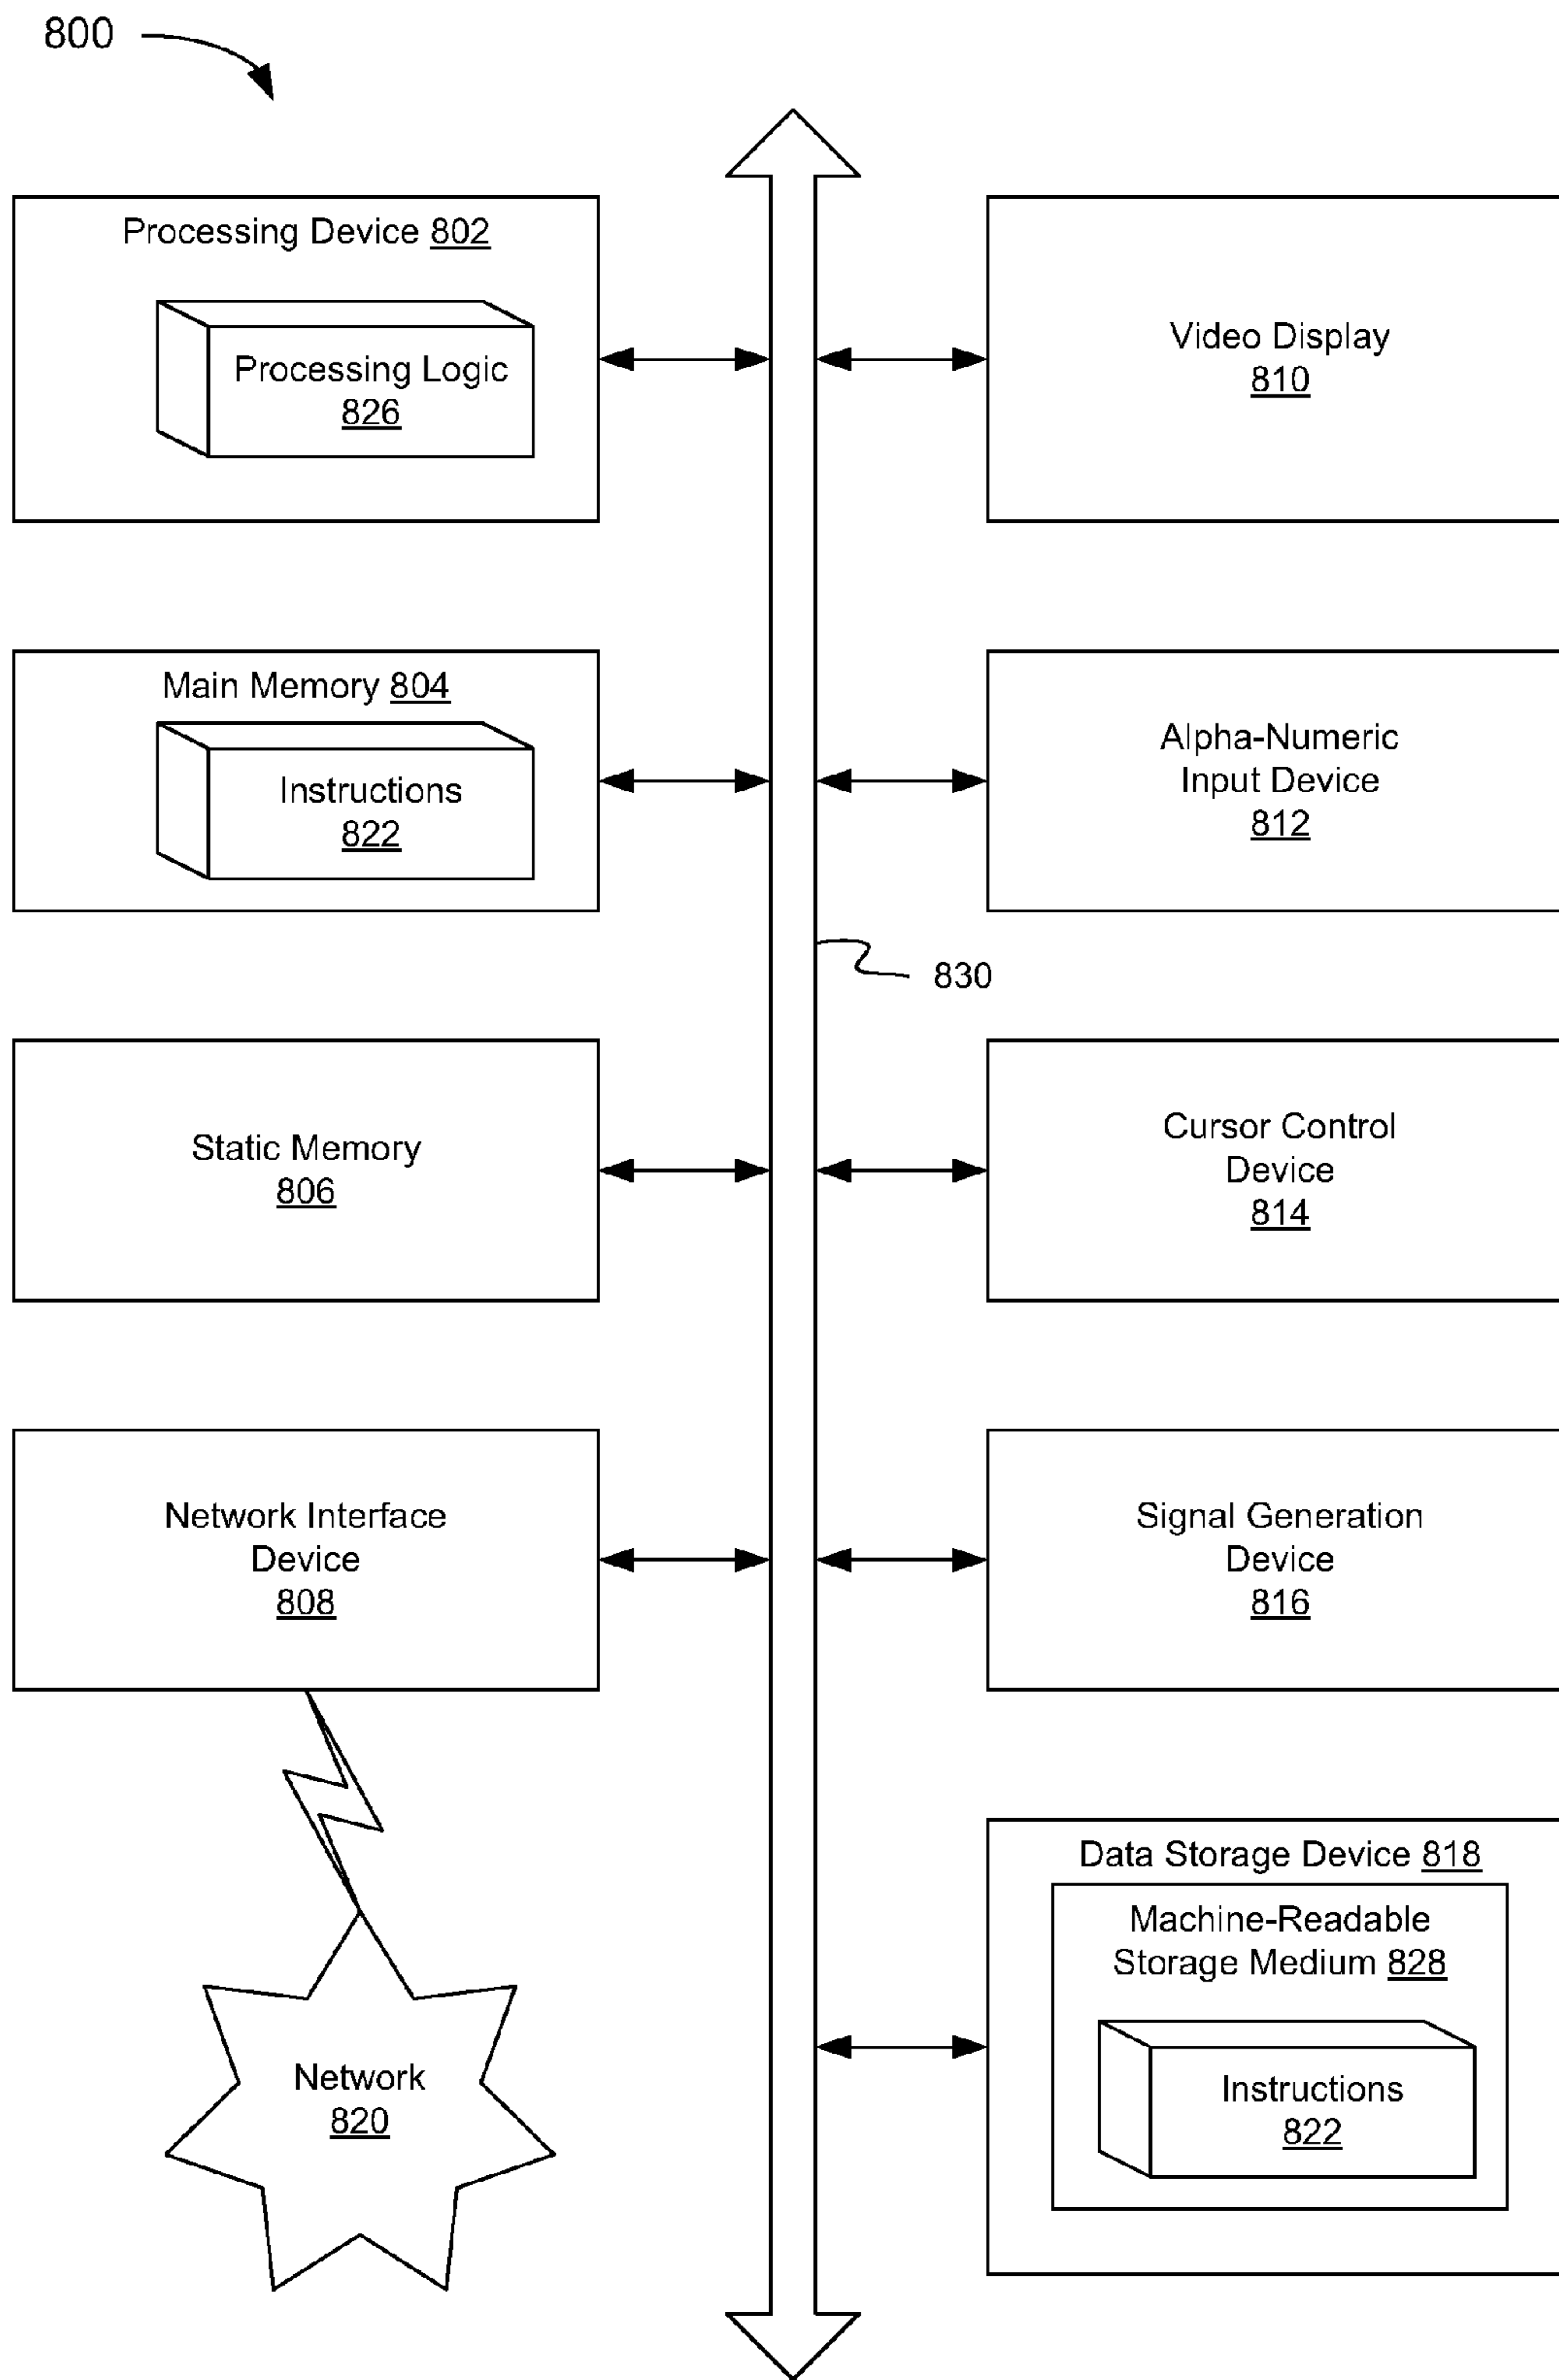 800
Processing Device 802
Processing Logic
826
Video Display
810
Main Memory 804
Instructions
822
Alpha-Numeric
Input Device
812
830
Static Memory
806
Cursor Control
Device
814
Network Interface
Device
808
Signal Generation
Device
816
Data Storage Device 818
Machine-Readable
Storage Medium 828
Instructions
822
Network
820